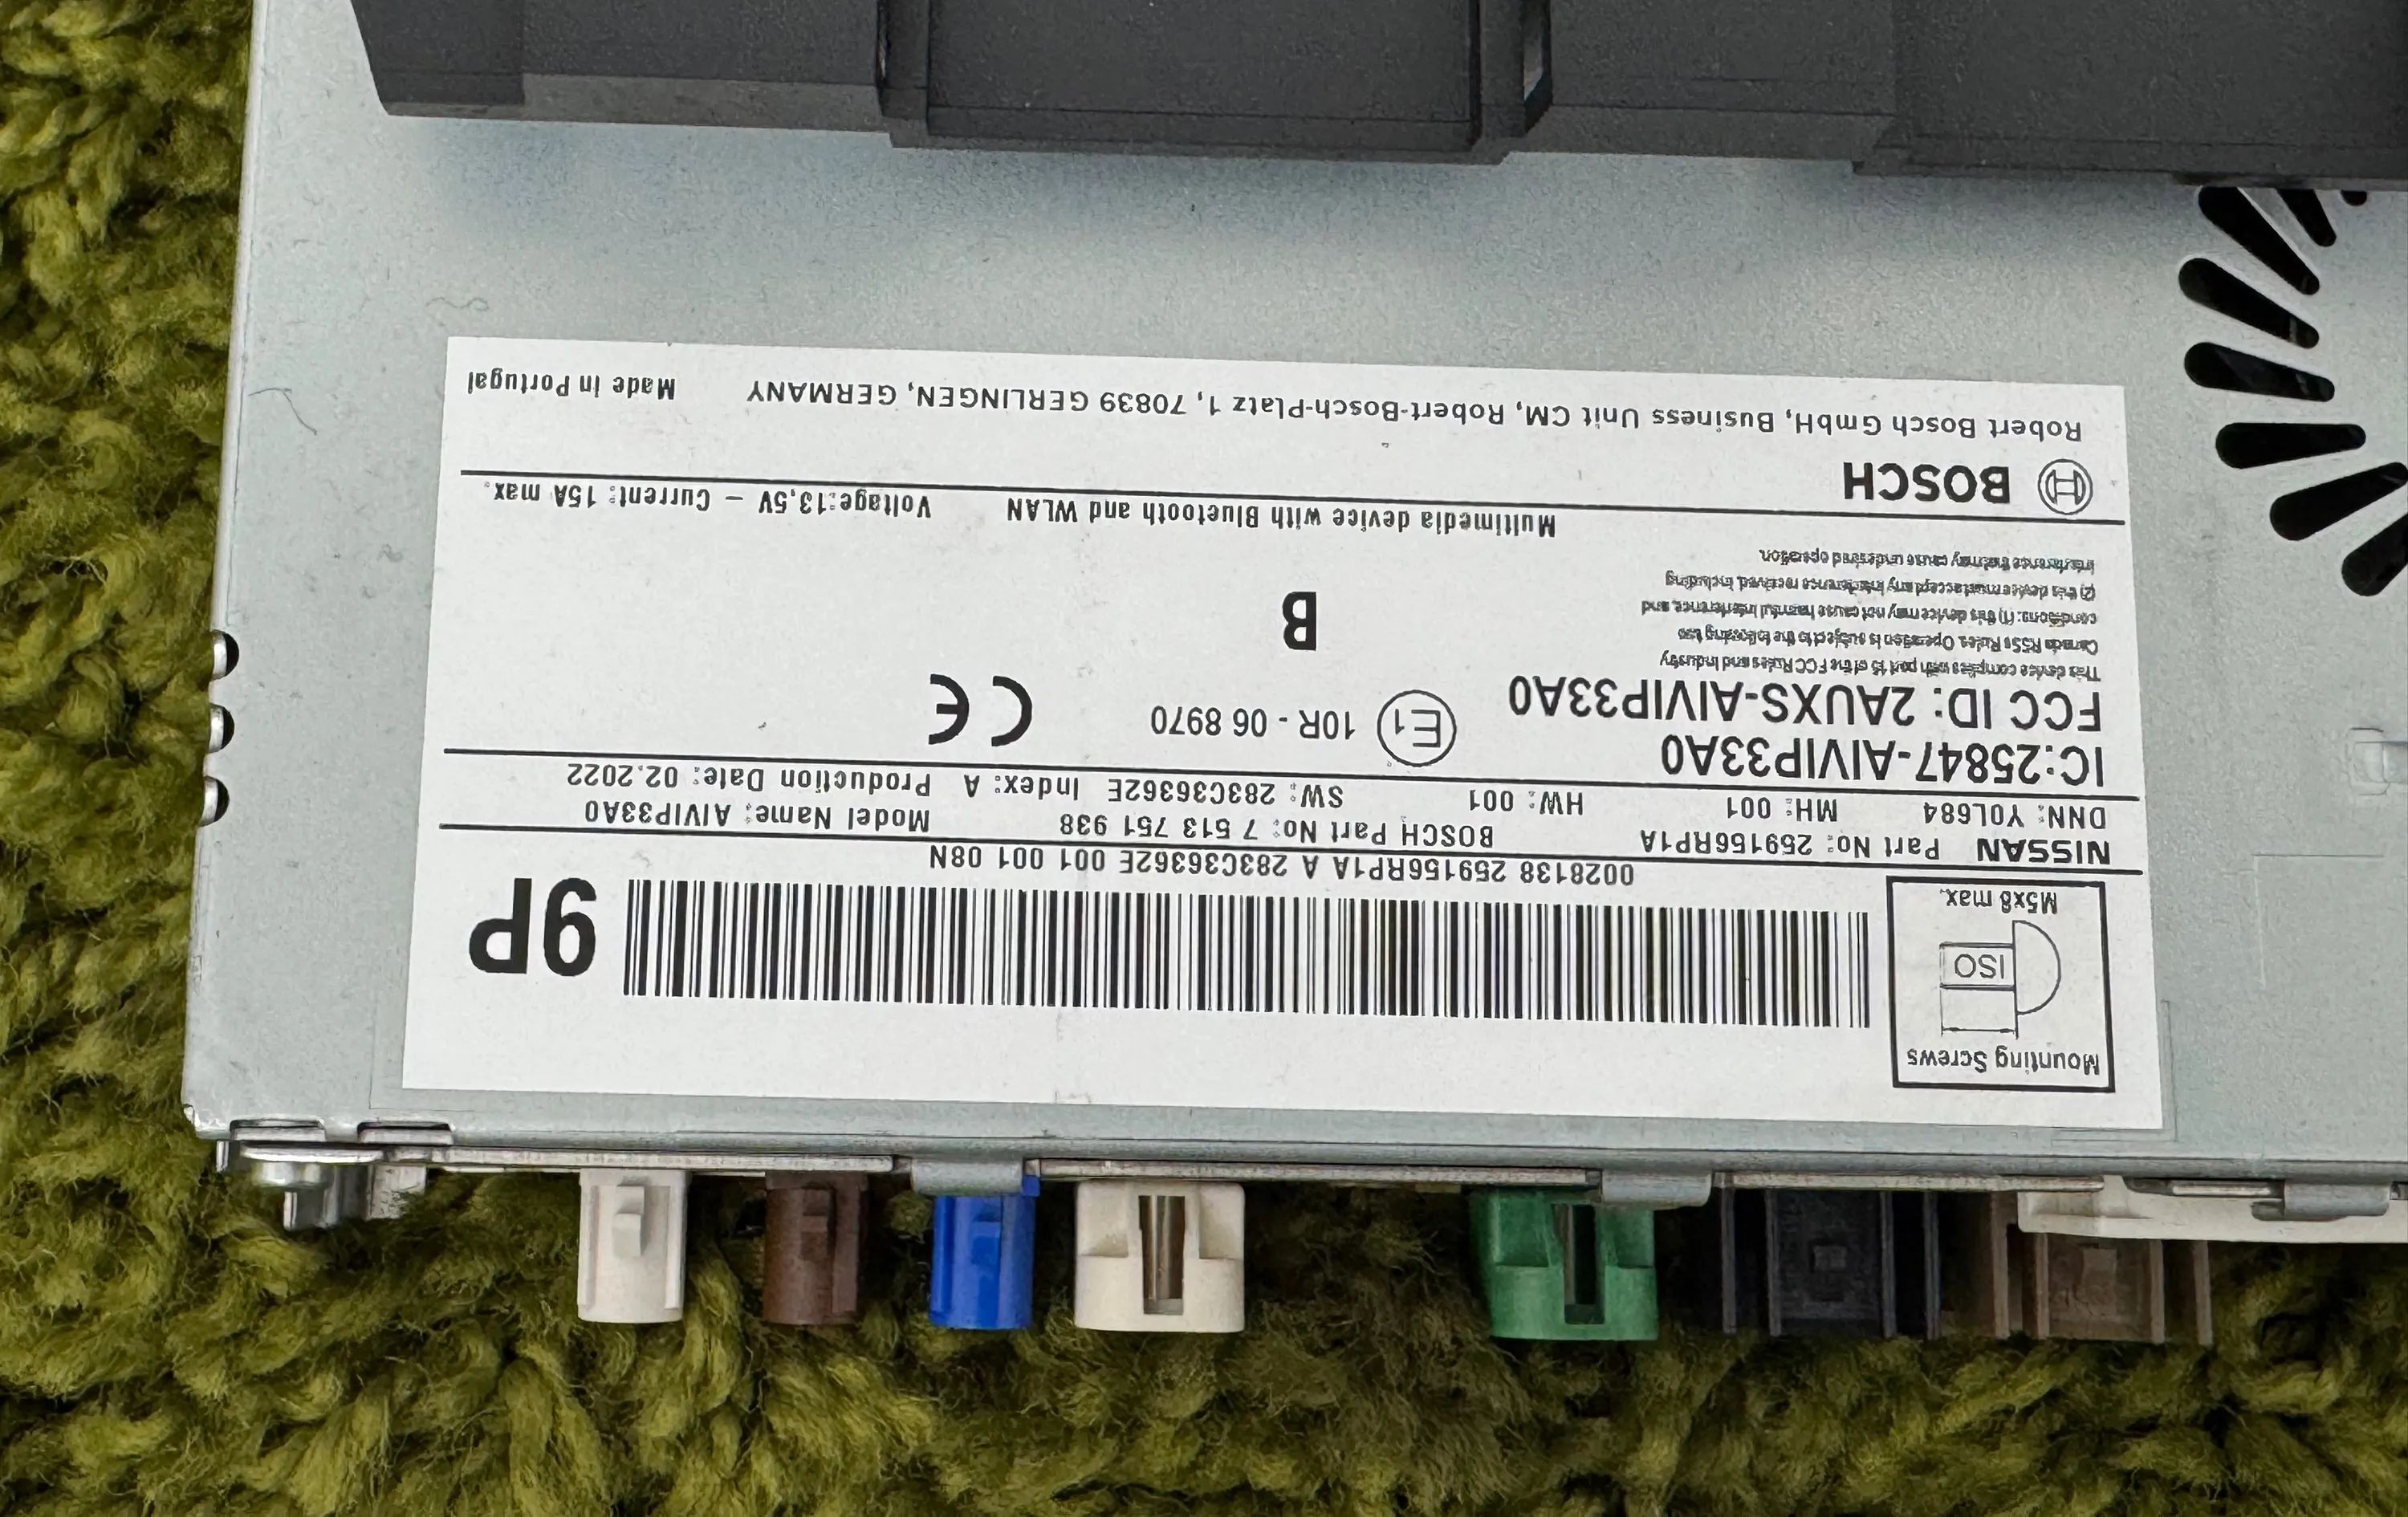 Mounting Screws
ISO
M5x8 max.
9P
0028138 259156RP1A A 283C36362E 001 001 08N
NISSAN Part No: 259156RP1A BOSCH Part No: 7 513 751 938 Model Name: AIVIP33A0
DNN: Y0L684 MH: 001 HW: 001 SW: 283C36362E Index: A Production Date: 02.2022
IC:25847-AIVIP33A0
FCC ID: 2AUXS-AIVIP33A0
E1 10R - 06 8970
CE
This device complies with part 15 of the FCC Rules and Industry
Canada RSSs Rules. Operation is subject to the following two
conditions: (1) this device may not cause harmful interference, and
(2) this device must accept any interference received, including
interference that may cause undesired operation.
B
Multimedia device with Bluetooth and WLAN Voltage:13,5V – Current: 15A max.
BOSCH
Robert Bosch GmbH, Business Unit CM, Robert-Bosch-Platz 1, 70839 GERLINGEN, GERMANY Made in Portugal